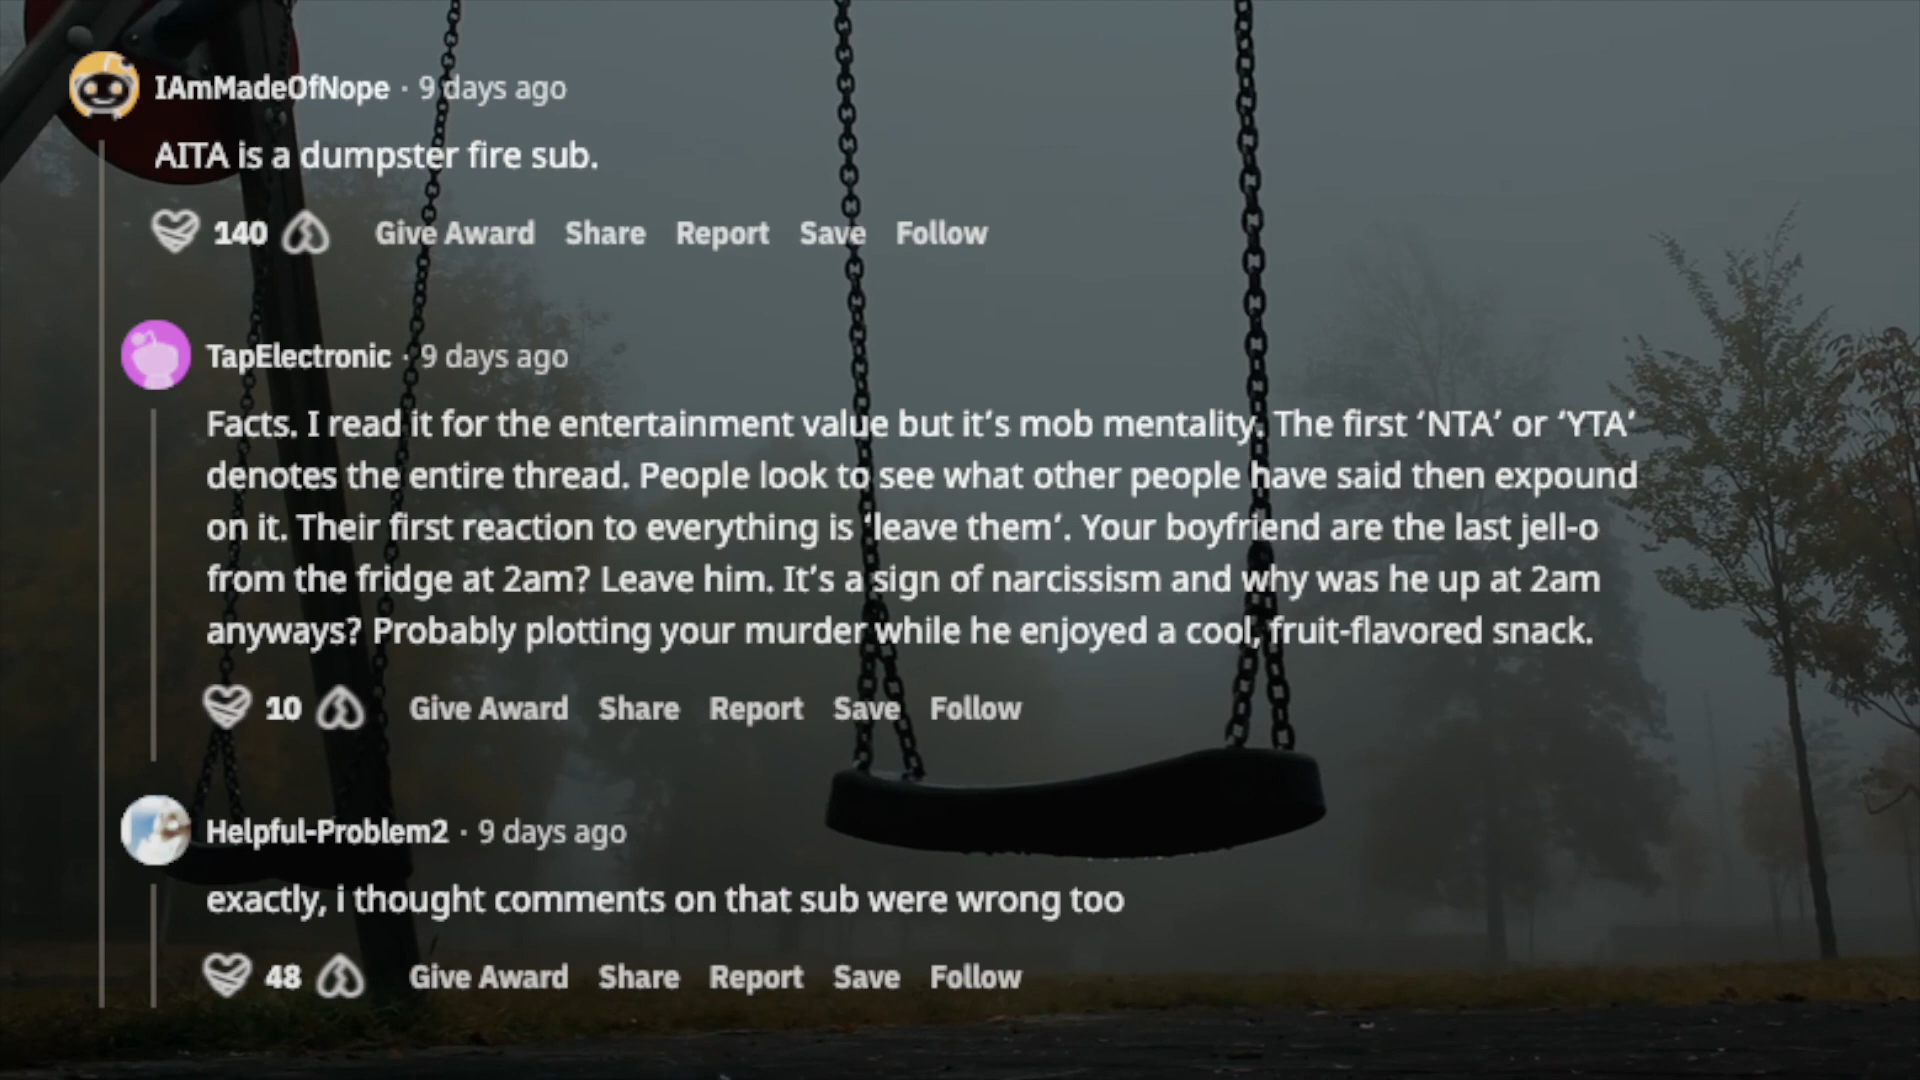 IAmMadeOfNope · 9 days ago
AITA is a dumpster fire sub.
140 Give Award Share Report Save Follow
TapElectronic · 9 days ago
Facts. I read it for the entertainment value but it’s mob mentality. The first ‘NTA’ or ‘YTA’
denotes the entire thread. People look to see what other people have said then expound
on it. Their first reaction to everything is ‘leave them’. Your boyfriend are the last jell-o
from the fridge at 2am? Leave him. It’s a sign of narcissism and why was he up at 2am
anyways? Probably plotting your murder while he enjoyed a cool, fruit-flavored snack.
10 Give Award Share Report Save Follow
Helpful-Problem2 · 9 days ago
exactly, i thought comments on that sub were wrong too
48 Give Award Share Report Save Follow